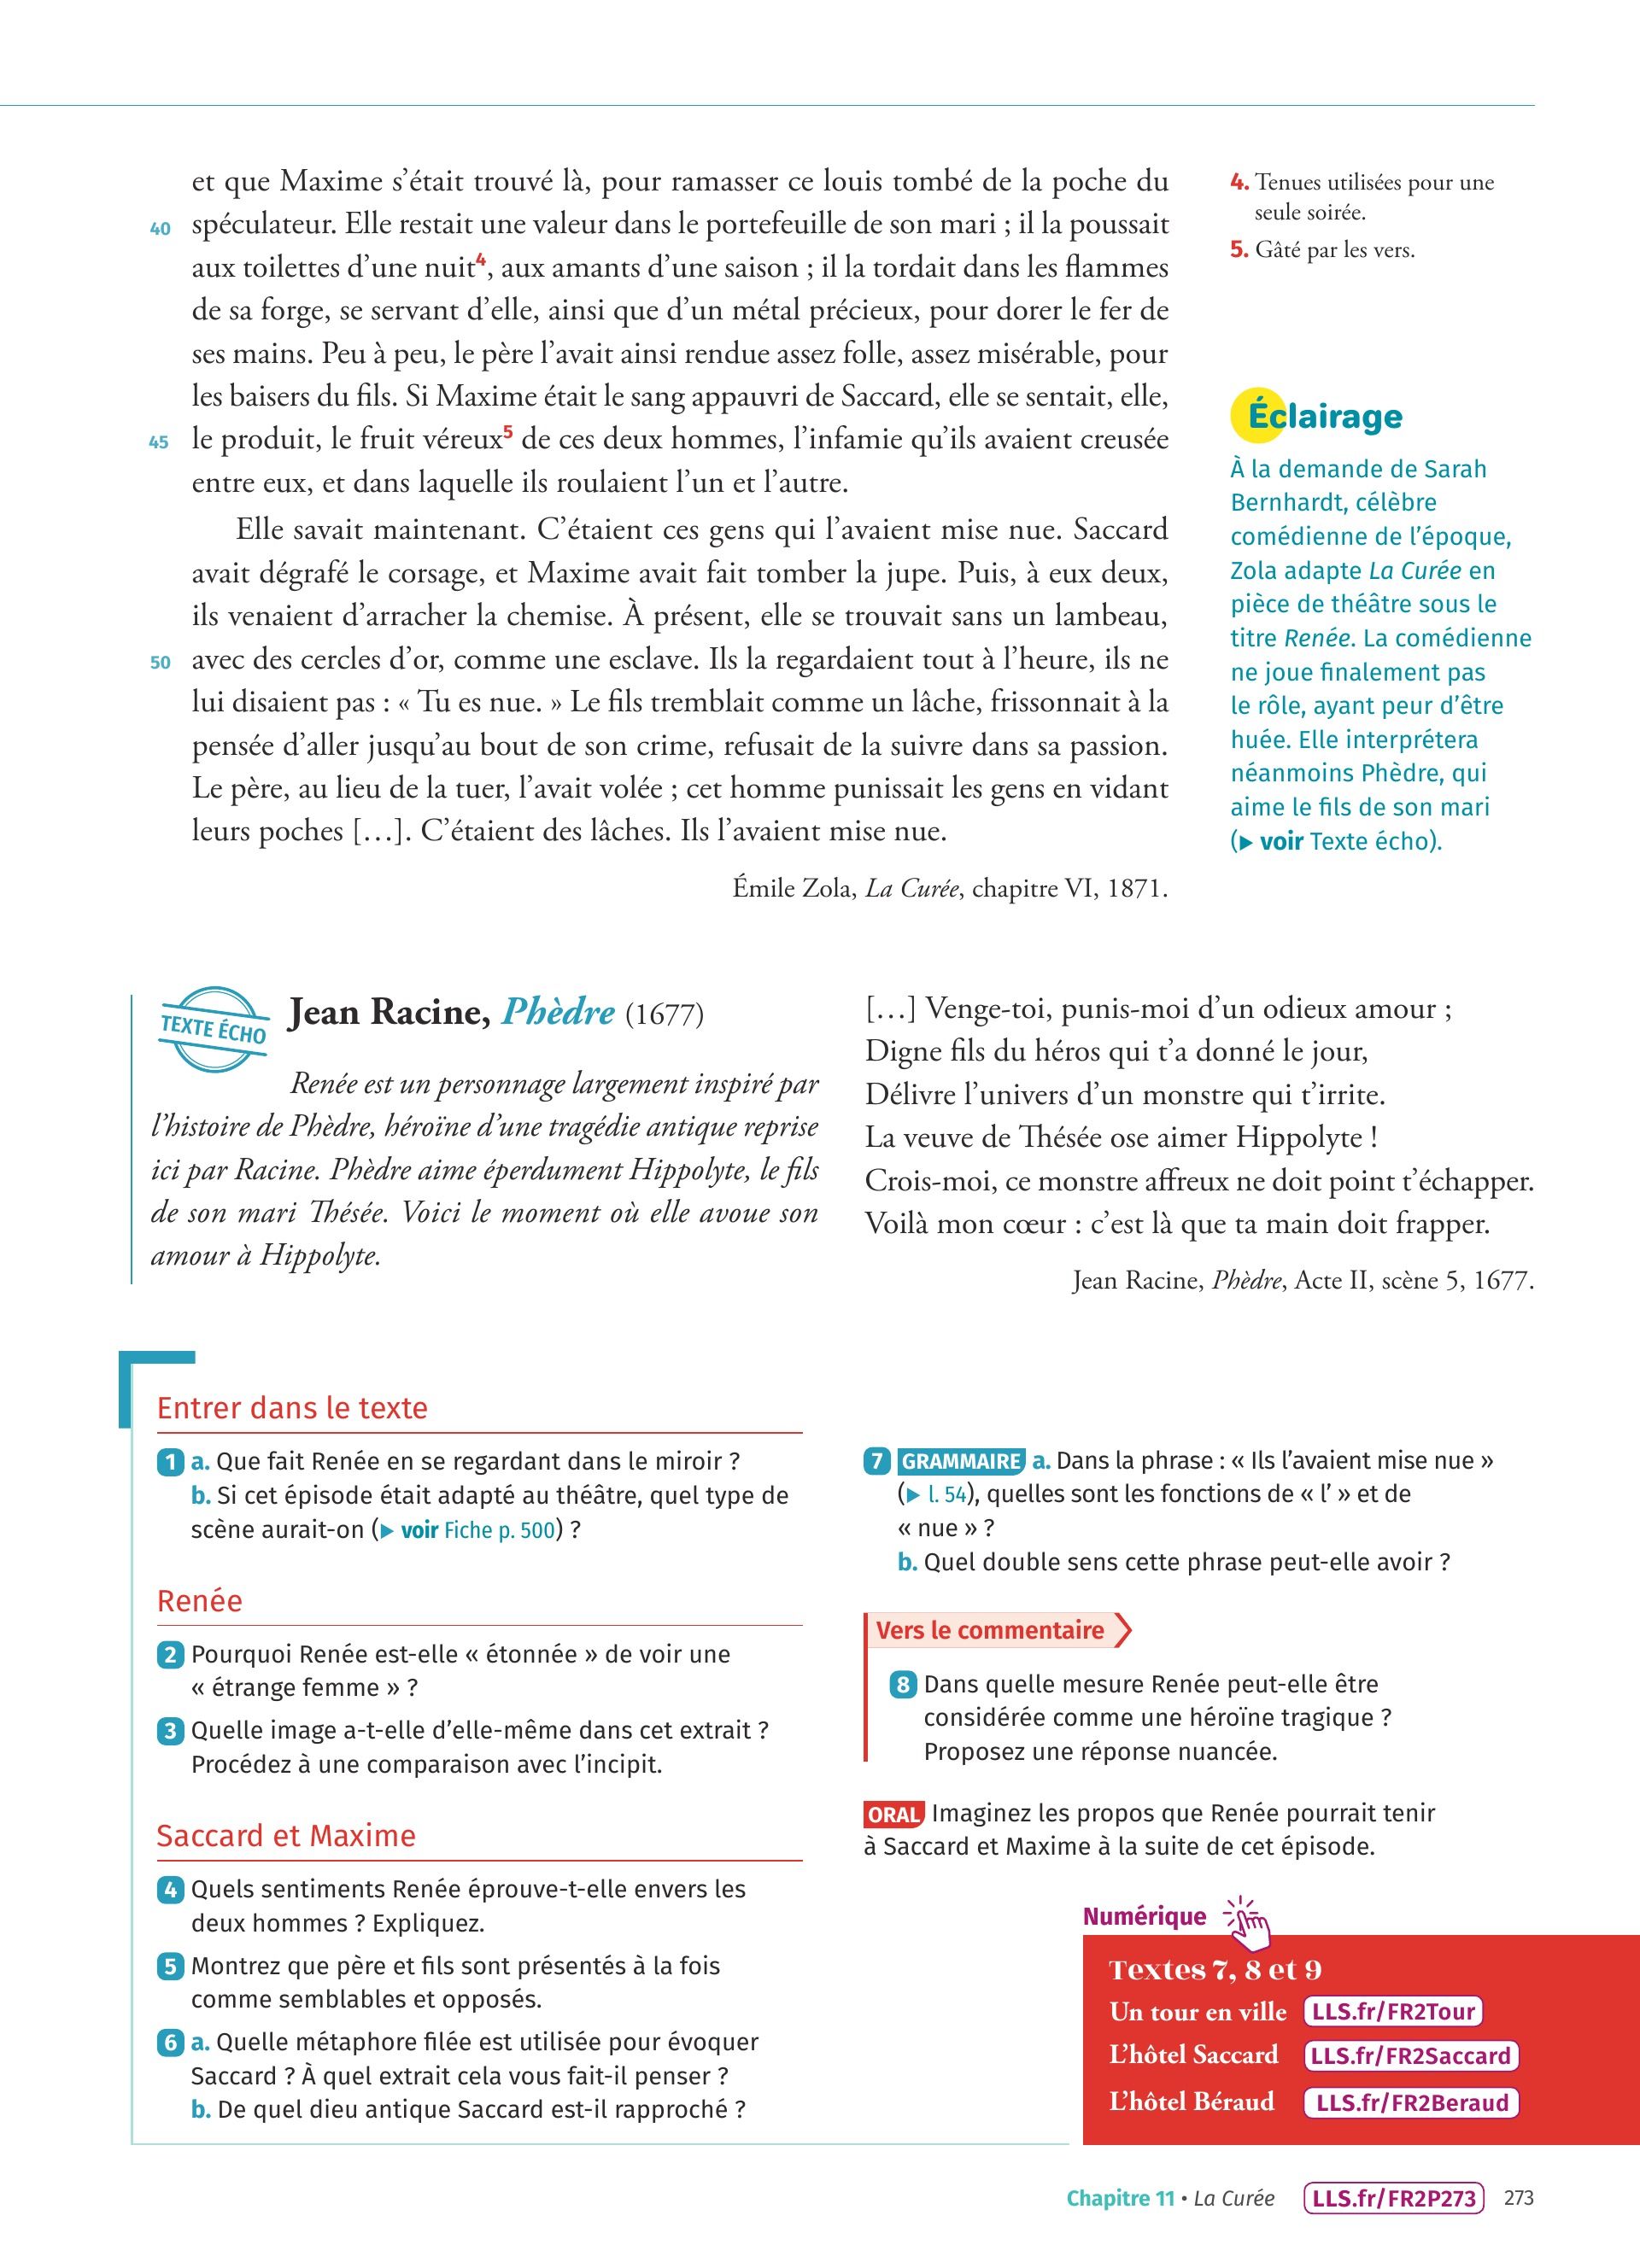 et que Maxime s'était trouvé là, pour ramasser ce louis tombé de la poche du
40 spéculateur. Elle restait une valeur dans le portefeuille de son mari ; il la poussait
aux toilettes d'une nuit4, aux amants d'une saison ; il la tordait dans les flammes
de sa forge, se servant d'elle, ainsi que d'un métal précieux, pour dorer le fer de
ses mains. Peu à peu, le père l'avait ainsi rendue assez folle, assez misérable, pour
les baisers du fils. Si Maxime était le sang appauvri de Saccard, elle se sentait, elle,
45 le produit, le fruit véreux5 de ces deux hommes, l'infamie qu'ils avaient creusée
entre eux, et dans laquelle ils roulaient l'un et l'autre.
Elle savait maintenant. C'étaient ces gens qui l'avaient mise nue. Saccard
avait dégrafé le corsage, et Maxime avait fait tomber la jupe. Puis, à eux deux,
ils venaient d'arracher la chemise. À présent, elle se trouvait sans un lambeau,
50 avec des cercles d'or, comme une esclave. Ils la regardaient tout à l'heure, ils ne
lui disaient pas : « Tu es nue. » Le fils tremblait comme un lâche, frissonnait à la
pensée d'aller jusqu'au bout de son crime, refusait de la suivre dans sa passion.
Le père, au lieu de la tuer, l'avait volée ; cet homme punissait les gens en vidant
leurs poches […]. C'étaient des lâches. Ils l'avaient mise nue.
Émile Zola, La Curée, chapitre VI, 1871.
4. Tenues utilisées pour une
seule soirée.
5. Gâté par les vers.
Éclairage
À la demande de Sarah
Bernhardt, célèbre
comédienne de l'époque,
Zola adapte La Curée en
pièce de théâtre sous le
titre Renée. La comédienne
ne joue finalement pas
le rôle, ayant peur d'être
huée. Elle interprétera
néanmoins Phèdre, qui
aime le fils de son mari
(▶ voir Texte écho).
TEXTE ÉCHO
Jean Racine, Phèdre (1677)
Renée est un personnage largement inspiré par
l'histoire de Phèdre, héroïne d'une tragédie antique reprise
ici par Racine. Phèdre aime éperdument Hippolyte, le fils
de son mari Thésée. Voici le moment où elle avoue son
amour à Hippolyte.
[…] Venge-toi, punis-moi d'un odieux amour ;
Digne fils du héros qui t'a donné le jour,
Délivre l'univers d'un monstre qui t'irrite.
La veuve de Thésée ose aimer Hippolyte !
Crois-moi, ce monstre affreux ne doit point t'échapper.
Voilà mon cœur : c'est là que ta main doit frapper.
Jean Racine, Phèdre, Acte II, scène 5, 1677.
Entrer dans le texte
1 a. Que fait Renée en se regardant dans le miroir ?
b. Si cet épisode était adapté au théâtre, quel type de
scène aurait-on (▶ voir Fiche p. 500) ?
Renée
2 Pourquoi Renée est-elle « étonnée » de voir une
« étrange femme » ?
3 Quelle image a-t-elle d'elle-même dans cet extrait ?
Procédez à une comparaison avec l'incipit.
Saccard et Maxime
4 Quels sentiments Renée éprouve-t-elle envers les
deux hommes ? Expliquez.
5 Montrez que père et fils sont présentés à la fois
comme semblables et opposés.
6 a. Quelle métaphore filée est utilisée pour évoquer
Saccard ? À quel extrait cela vous fait-il penser ?
b. De quel dieu antique Saccard est-il rapproché ?
7 GRAMMAIRE a. Dans la phrase : « Ils l'avaient mise nue »
(▶ l. 54), quelles sont les fonctions de « l' » et de
« nue » ?
b. Quel double sens cette phrase peut-elle avoir ?
Vers le commentaire
8 Dans quelle mesure Renée peut-elle être
considérée comme une héroïne tragique ?
Proposez une réponse nuancée.
ORAL Imaginez les propos que Renée pourrait tenir
à Saccard et Maxime à la suite de cet épisode.
Numérique
Textes 7, 8 et 9
Un tour en ville LLS.fr/FR2Tour
L'hôtel Saccard LLS.fr/FR2Saccard
L'hôtel Béraud LLS.fr/FR2Beraud
Chapitre 11 • La Curée LLS.fr/FR2P273 273